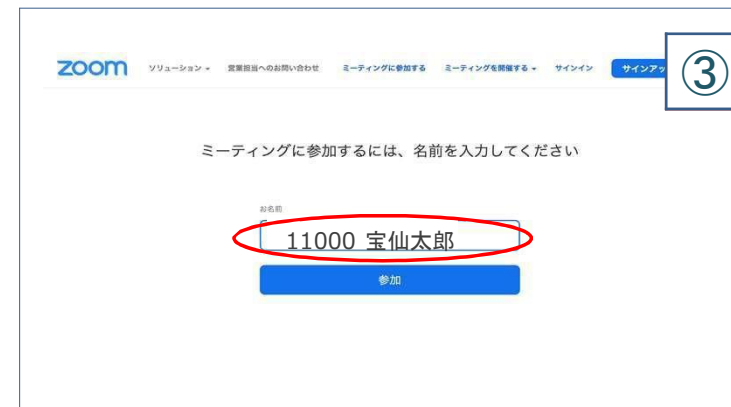 zoom ソリューション 営業担当へのお問い合わせ ミーティングに参加する ミーティングを開催する サインイン サインアッ
③
ミーティングに参加するには、名前を入力してください
お名前
11000 宝仙太郎
参加